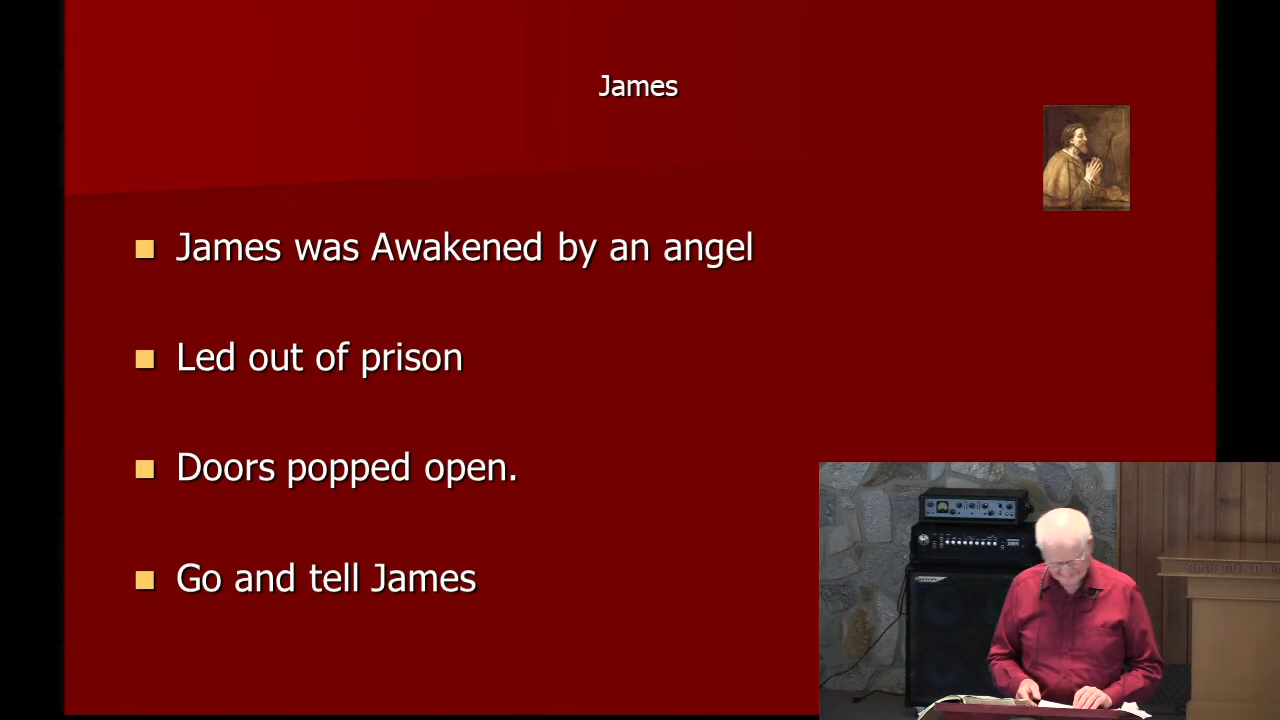 James
James was Awakened by an angel
Led out of prison
Doors popped open.
Go and tell James